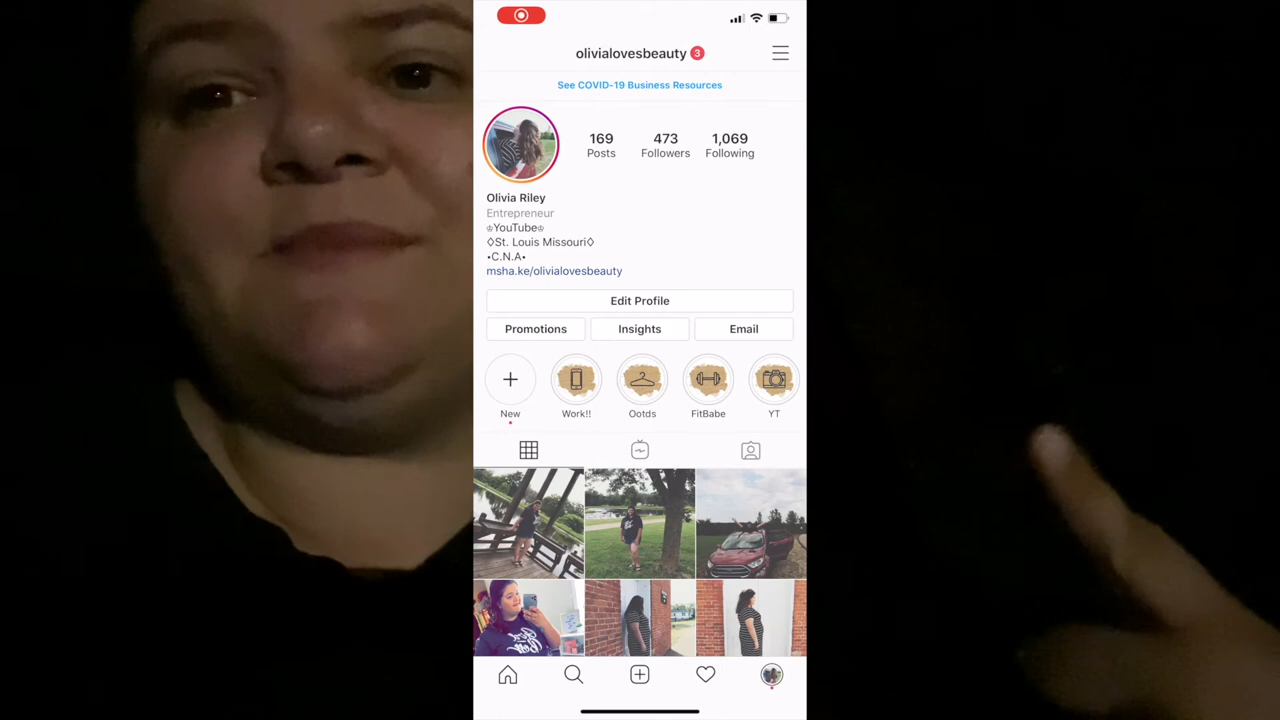 olivialovesbeauty 3
See COVID-19 Business Resources
169 473 1,069
Posts Followers Following
Olivia Riley
Entrepreneur
♔YouTube♔
◊St. Louis Missouri◊
•C.N.A•
msha.ke/olivialovesbeauty
Edit Profile
Promotions Insights Email
New Work!! Ootds FitBabe YT